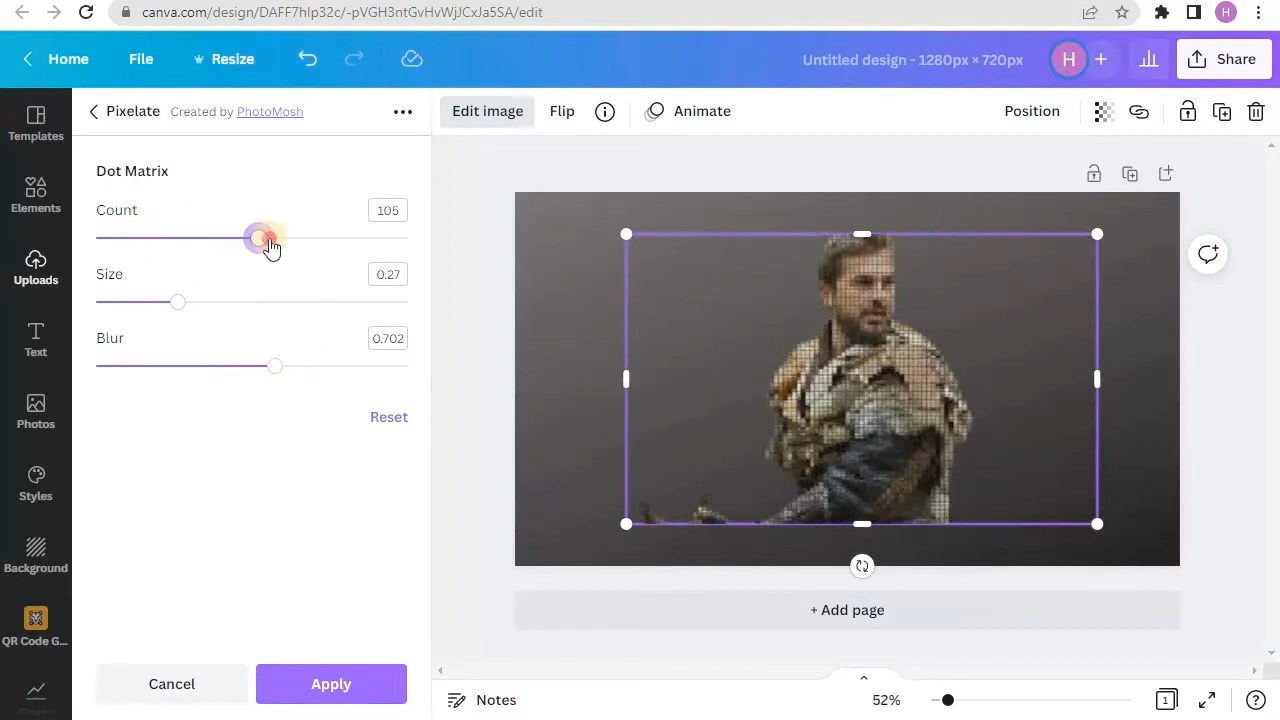 canva.com/design/DAFF7hIp32c/-pVGH3ntGvHvWjJCxJa5SA/edit
H
Home
File
Resize
Untitled design - 1280px × 720px
H
+
Share
Templates
Elements
Uploads
Text
Photos
Styles
Background
QR Code G...
Pixelate
Created by PhotoMosh
Dot Matrix
Count
105
Size
0.27
Blur
0.702
Reset
Cancel
Apply
Edit image
Flip
Animate
Position
+ Add page
Notes
52%
1